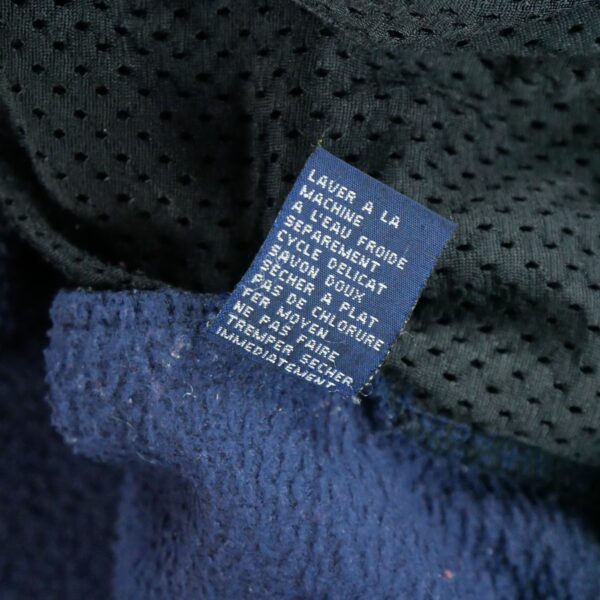 LAVER A LA
MACHINE
A L'EAU FROIDE
SEPAREMENT
CYCLE DELICAT
SAVON DOUX
SECHER A PLAT
PAS DE CHLORURE
FER MOYEN
NE PAS FAIRE
TREMPER SECHER
IMMEDIATEMENT